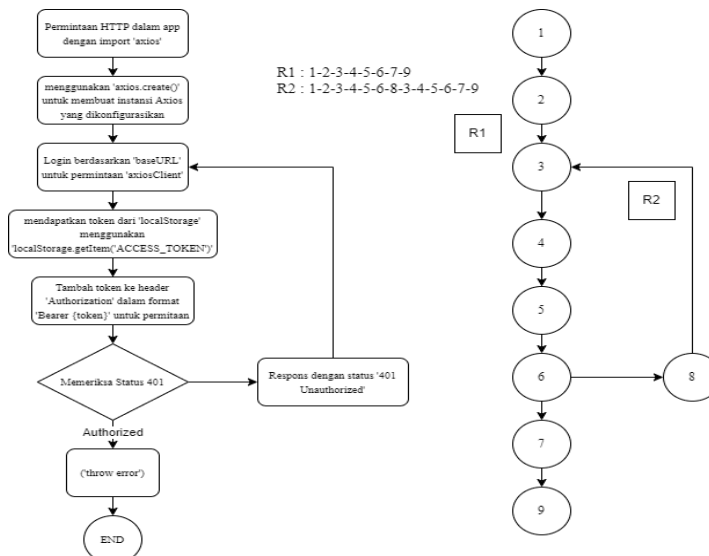 Permintaan HTTP dalam app
dengan import 'axios'
menggunakan 'axios.create()'
untuk membuat instansi Axios
yang dikonfigurasikan
Login berdasarkan 'baseURL'
untuk permintaan 'axiosClient'
mendapatkan token dari 'localStorage'
menggunakan
'localStorage.getItem('ACCESS_TOKEN')'
Tambah token ke header
'Authorization' dalam format
'Bearer {token}' untuk permitaan
Memeriksa Status 401
Respons dengan status '401
Unauthorized'
Authorized
('throw error')
END
R1 : 1-2-3-4-5-6-7-9
R2 : 1-2-3-4-5-6-8-3-4-5-6-7-9
1
2
R1
3
R2
4
5
6
8
7
9